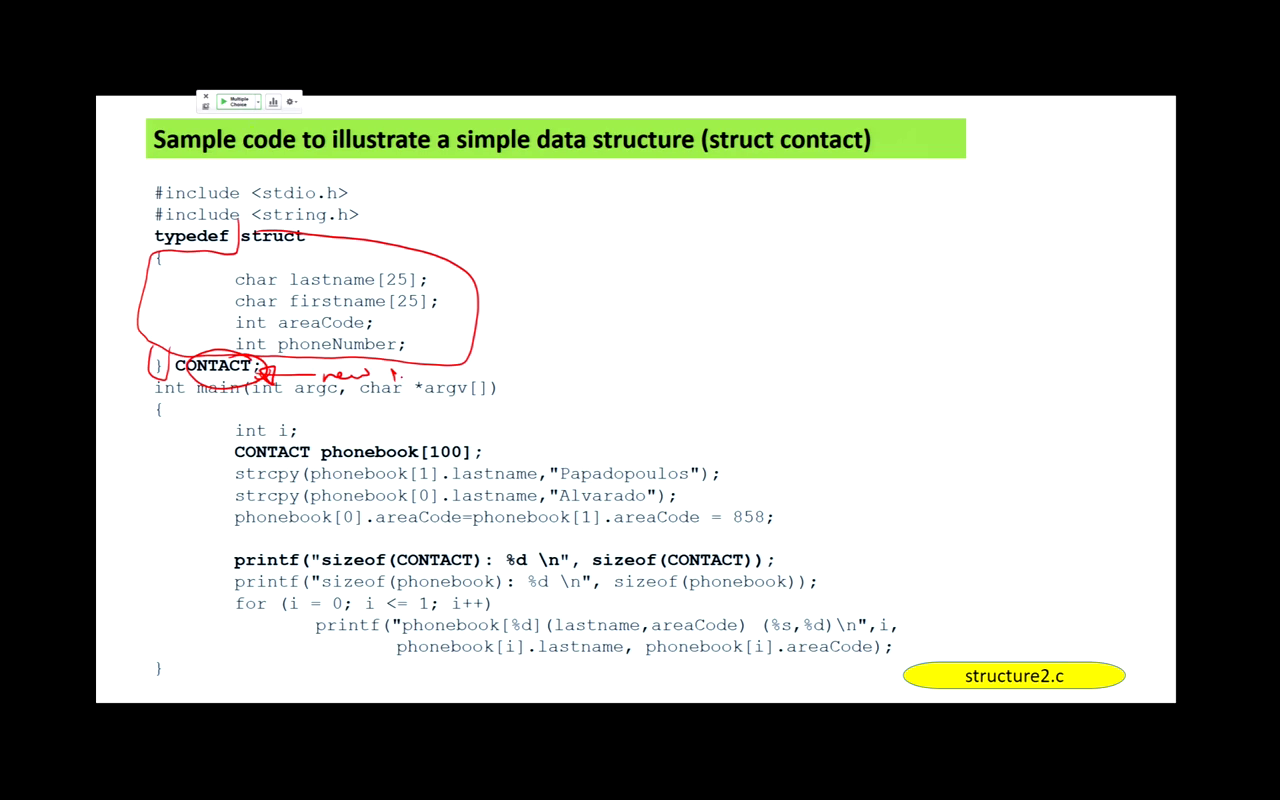 Multiple
Choice
Sample code to illustrate a simple data structure (struct contact)
#include <stdio.h>
#include <string.h>
typedef struct
{
char lastname[25];
char firstname[25];
int areaCode;
int phoneNumber;
} CONTACT;
new
int main(int argc, char *argv[])
{
int i;
CONTACT phonebook[100];
strcpy(phonebook[1].lastname,"Papadopoulos");
strcpy(phonebook[0].lastname,"Alvarado");
phonebook[0].areaCode=phonebook[1].areaCode = 858;
printf("sizeof(CONTACT): %d \n", sizeof(CONTACT));
printf("sizeof(phonebook): %d \n", sizeof(phonebook));
for (i = 0; i <= 1; i++)
printf("phonebook[%d](lastname,areaCode) (%s,%d)\n",i,
phonebook[i].lastname, phonebook[i].areaCode);
}
structure2.c